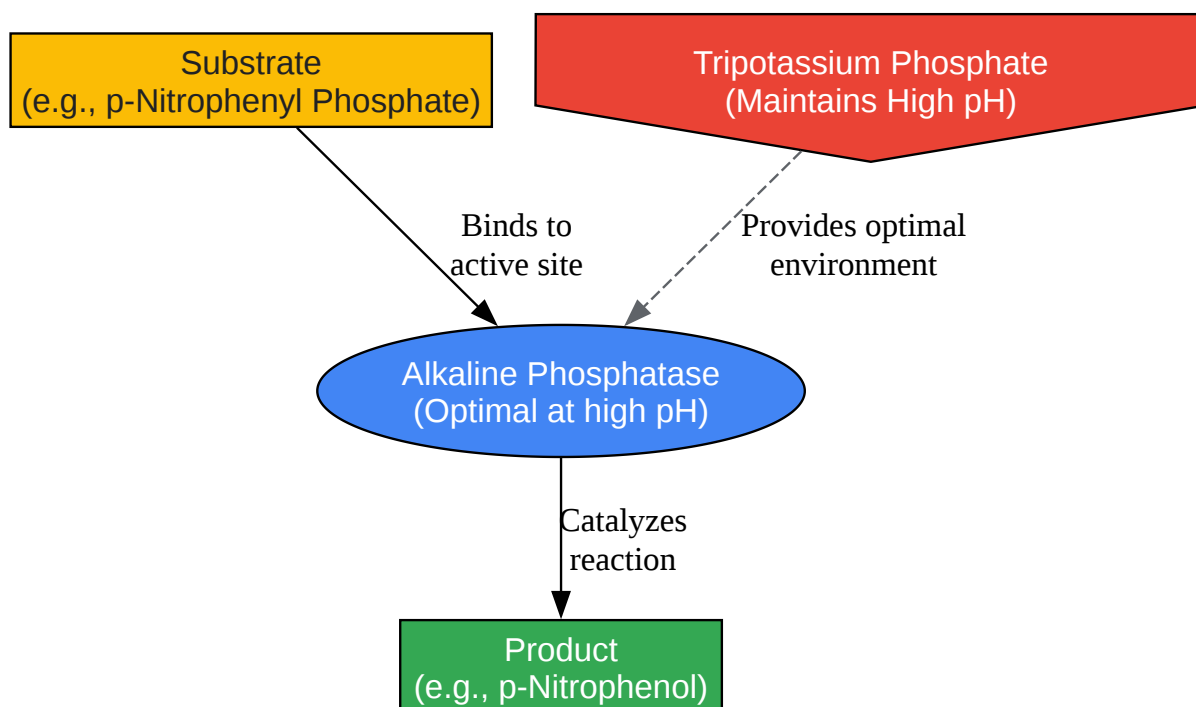 Substrate
(e.g., p-Nitrophenyl Phosphate)
Tripotassium Phosphate
(Maintains High pH)
Binds to
active site
Provides optimal
environment
Alkaline Phosphatase
(Optimal at high pH)
Catalyzes
reaction
Product
(e.g., p-Nitrophenol)